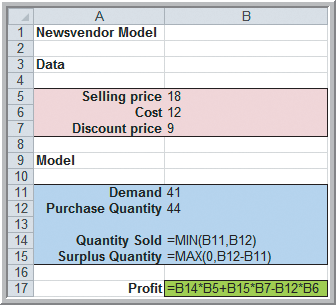 A B
1 Newsvendor Model
2
3 Data
4
5 Selling price 18
6 Cost 12
7 Discount price 9
8
9 Model
10
11 Demand 41
12 Purchase Quantity 44
13
14 Quantity Sold =MIN(B11,B12)
15 Surplus Quantity =MAX(0,B12-B11)
16
17 Profit =B14*B5+B15*B7-B12*B6